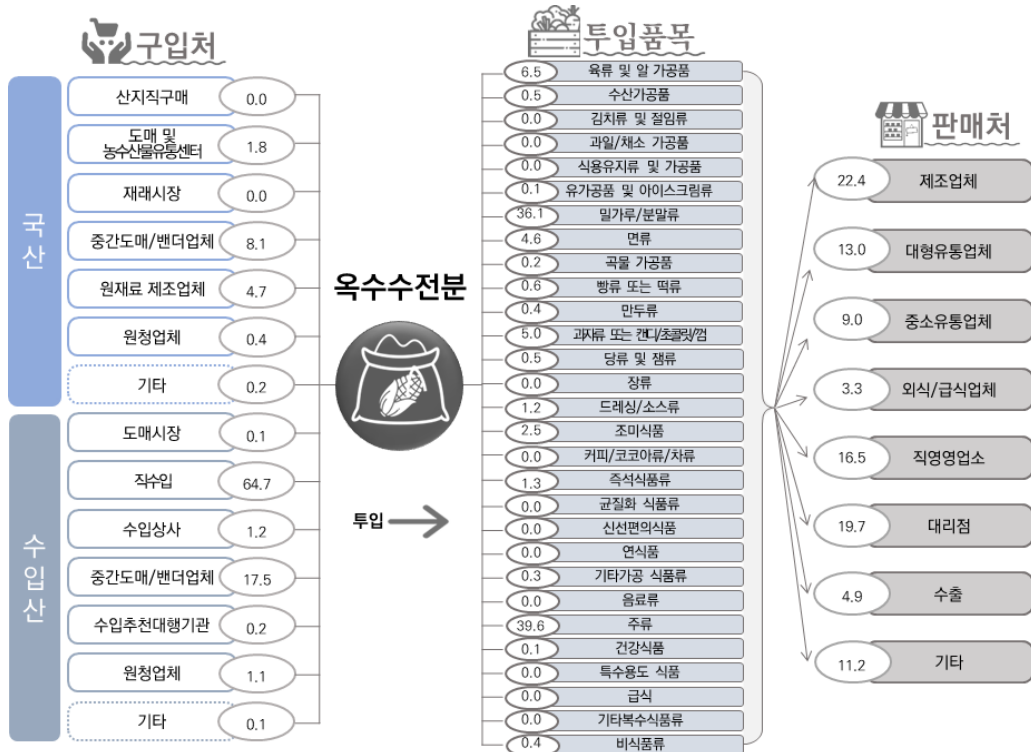 구입처
국산
산지직구매 0.0
도매 및
농수산물유통센터 1.8
재래시장 0.0
중간도매/밴더업체 8.1
원재료 제조업체 4.7
원청업체 0.4
기타 0.2
수입산
도매시장 0.1
직수입 64.7
수입상사 1.2
중간도매/밴더업체 17.5
수입추천대행기관 0.2
원청업체 1.1
기타 0.1
옥수수전분
투입
투입품목
6.5 육류 및 알 가공품
0.5 수산가공품
0.0 김치류 및 절임류
0.0 과일/채소 가공품
0.0 식용유지류 및 가공품
0.1 유가공품 및 아이스크림류
36.1 밀가루/분말류
4.6 면류
0.2 곡물 가공품
0.6 빵류 또는 떡류
0.4 만두류
5.0 과자류 또는 캔디/초콜릿/껌
0.5 당류 및 잼류
0.0 장류
1.2 드레싱/소스류
2.5 조미식품
0.0 커피/코코아류/차류
1.3 즉석식품류
0.0 균질화 식품류
0.0 신선편의식품
0.0 연식품
0.3 기타가공 식품류
0.0 음료류
39.6 주류
0.1 건강식품
0.0 특수용도 식품
0.0 급식
0.0 기타복수식품류
0.4 비식품류
판매처
22.4 제조업체
13.0 대형유통업체
9.0 중소유통업체
3.3 외식/급식업체
16.5 직영영업소
19.7 대리점
4.9 수출
11.2 기타